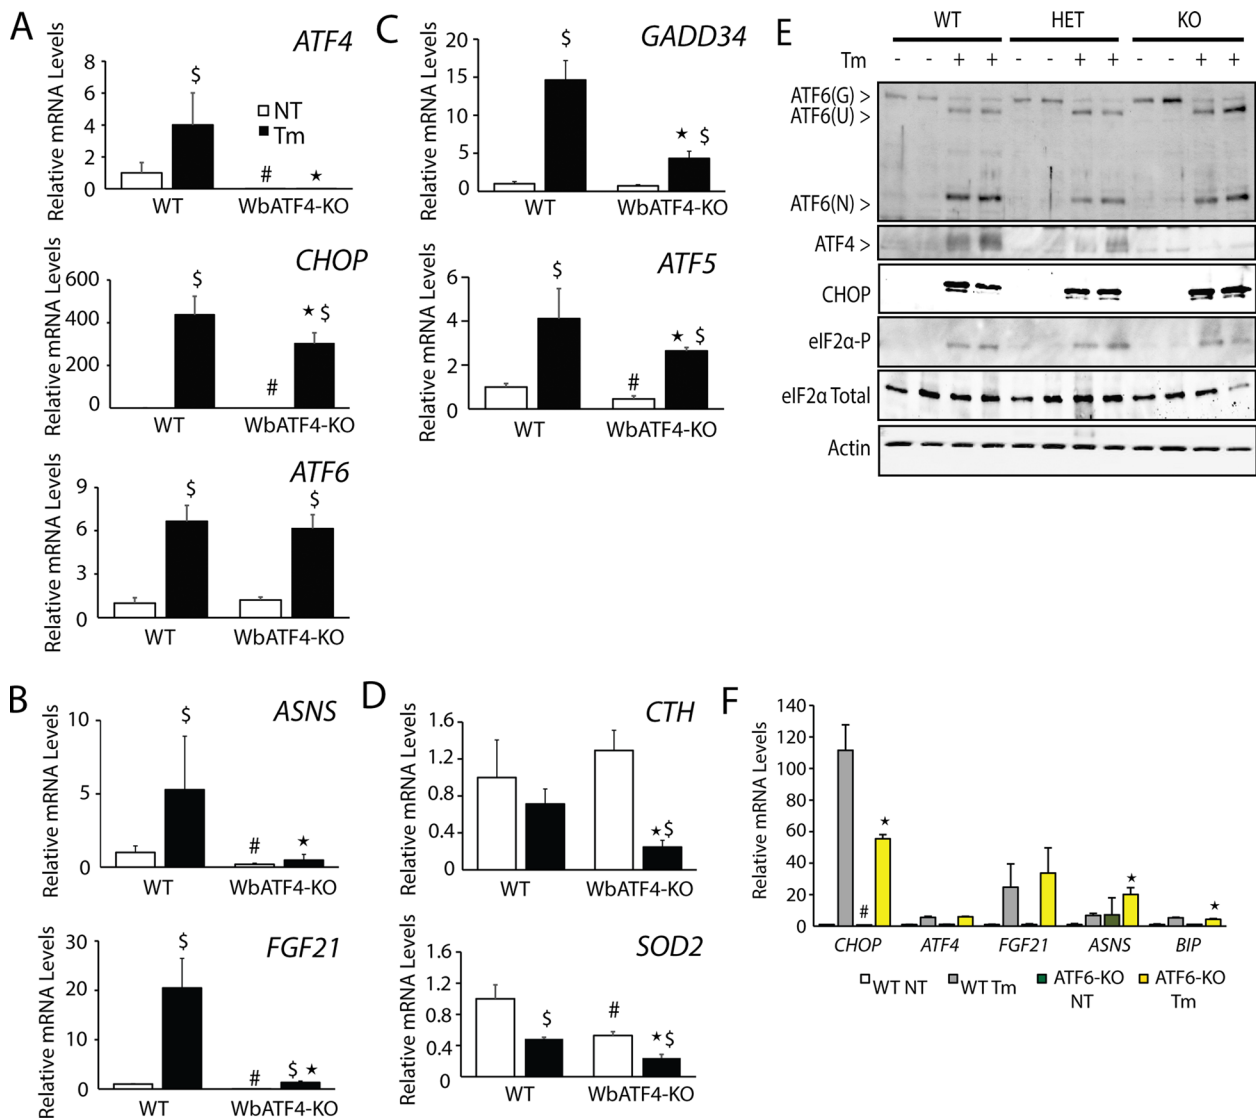 A
ATF4
Relative mRNA Levels
8
6
4
2
0
$
NT
Tm
#
★
WT
WbATF4-KO
CHOP
Relative mRNA Levels
600
400
200
0
$
#
★ $
WT
WbATF4-KO
ATF6
Relative mRNA Levels
9
6
3
0
$
$
WT
WbATF4-KO
C
GADD34
Relative mRNA Levels
20
15
10
5
0
$
★ $
WT
WbATF4-KO
ATF5
Relative mRNA Levels
6
4
2
0
$
#
★ $
WT
WbATF4-KO
E
WT HET KO
Tm - - + + - - + + - - + +
ATF6(G) >
ATF6(U) >
ATF6(N) >
ATF4 >
CHOP
eIF2α-P
eIF2α Total
Actin
B
ASNS
Relative mRNA Levels
10
5
0
$
#
★
WT
WbATF4-KO
FGF21
Relative mRNA Levels
30
20
10
0
$
#
$ ★
WT
WbATF4-KO
D
CTH
Relative mRNA Levels
1.6
1.2
0.8
0.4
0
★$
WT
WbATF4-KO
SOD2
Relative mRNA Levels
1.6
1.2
0.8
0.4
0
$
#
★$
WT
WbATF4-KO
F
Relative mRNA Levels
140
120
100
80
60
40
20
0
#
★
★
★
CHOP ATF4 FGF21 ASNS BIP
WT NT WT Tm ATF6-KO ATF6-KO
NT Tm